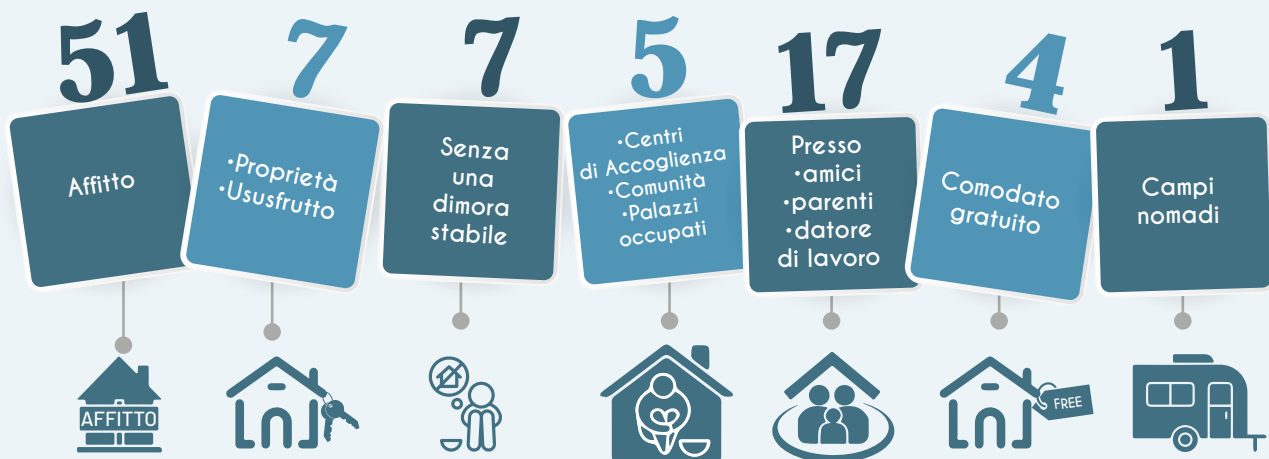 51
Affitto
7
•Proprietà
•Ususfrutto
7
Senza
una
dimora
stabile
5
•Centri
di Accoglienza
•Comunità
•Palazzi
occupati
17
Presso
•amici
•parenti
•datore
di lavoro
4
Comodato
gratuito
1
Campi
nomadi
AFFITTO
FREE